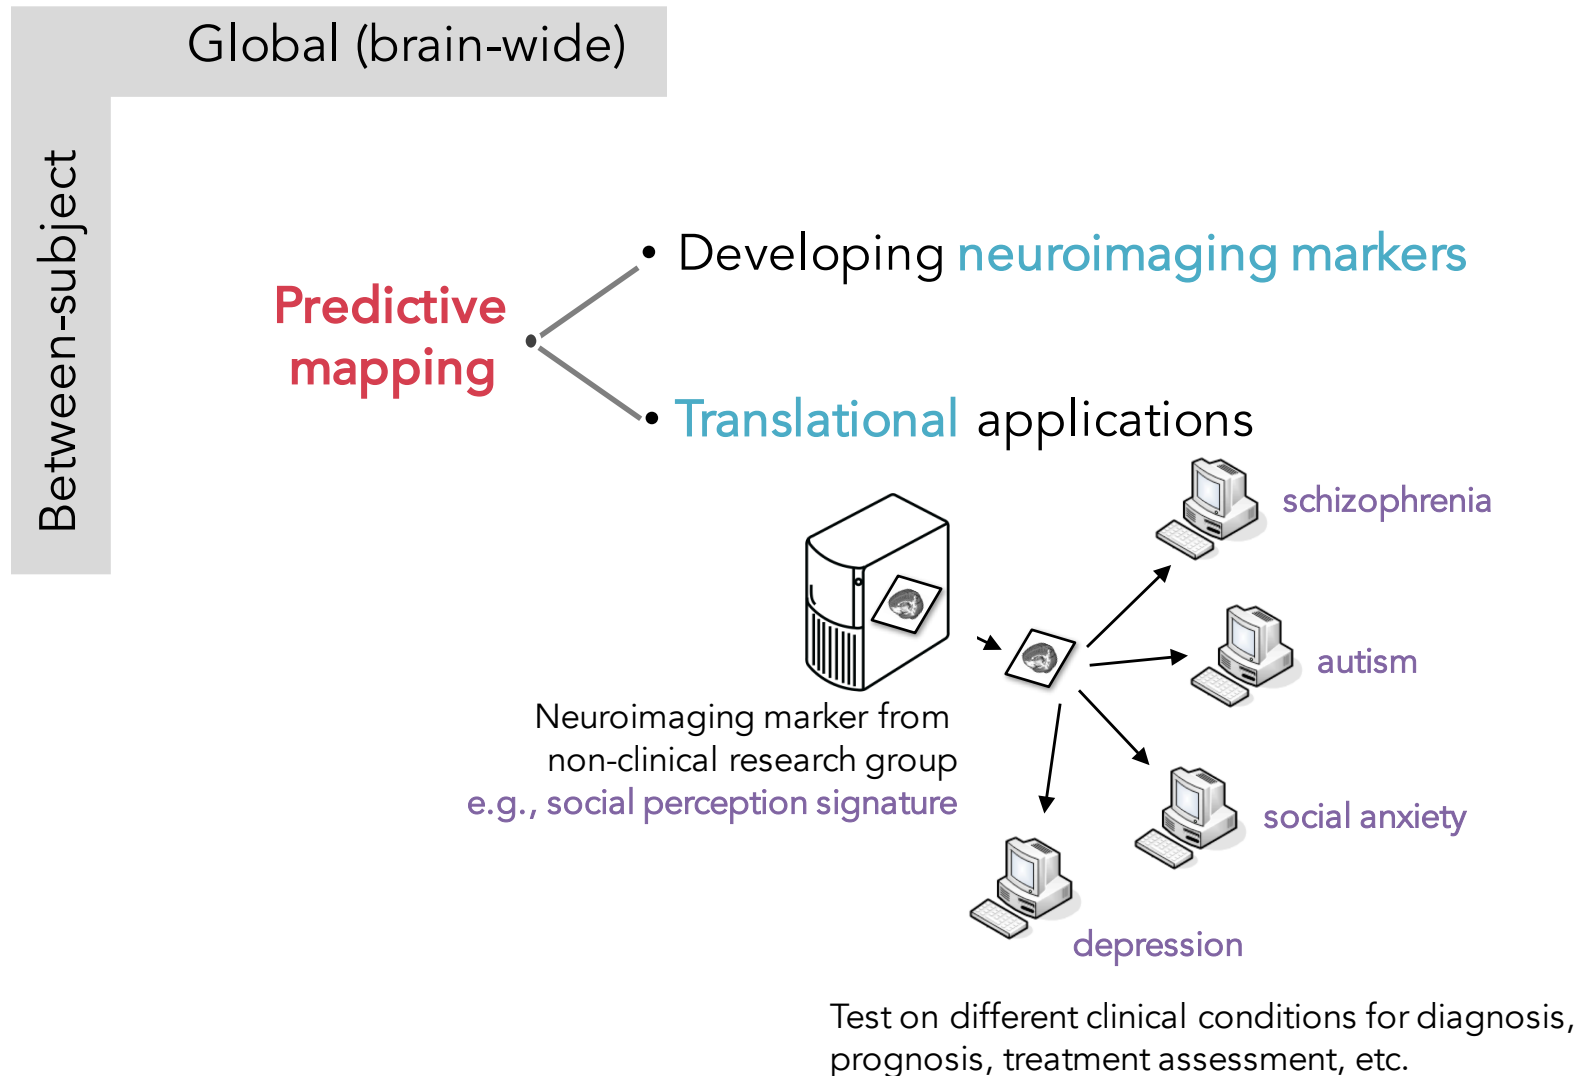 Global (brain-wide)
Between-subject
Predictive
mapping
• Developing neuroimaging markers
• Translational applications
schizophrenia
autism
social anxiety
depression
Neuroimaging marker from
non-clinical research group
e.g., social perception signature
Test on different clinical conditions for diagnosis,
prognosis, treatment assessment, etc.